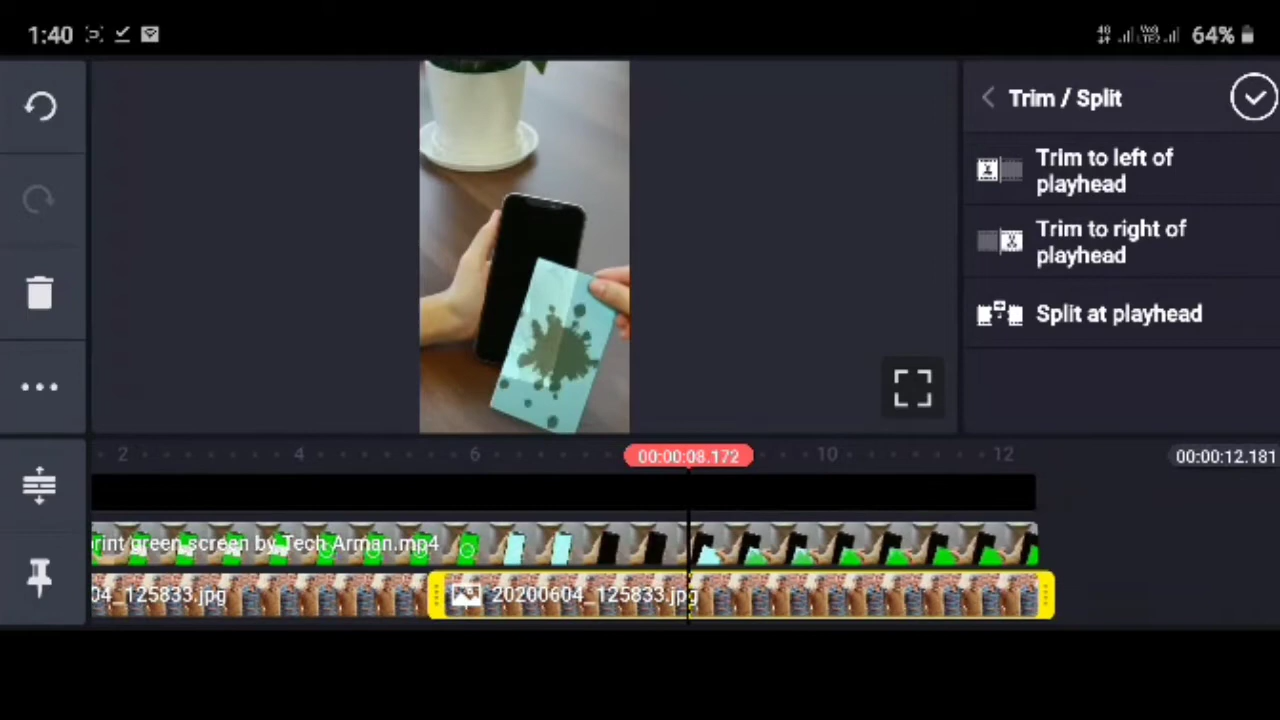 1:40
64%
Trim / Split
Trim to left of
playhead
Trim to right of
playhead
Split at playhead
2
4
6
00:00:08.172
10
12
00:00:12.181
rint green screen by Tech Arman.mp4
04_125833.jpg
20200604_125833.jpg